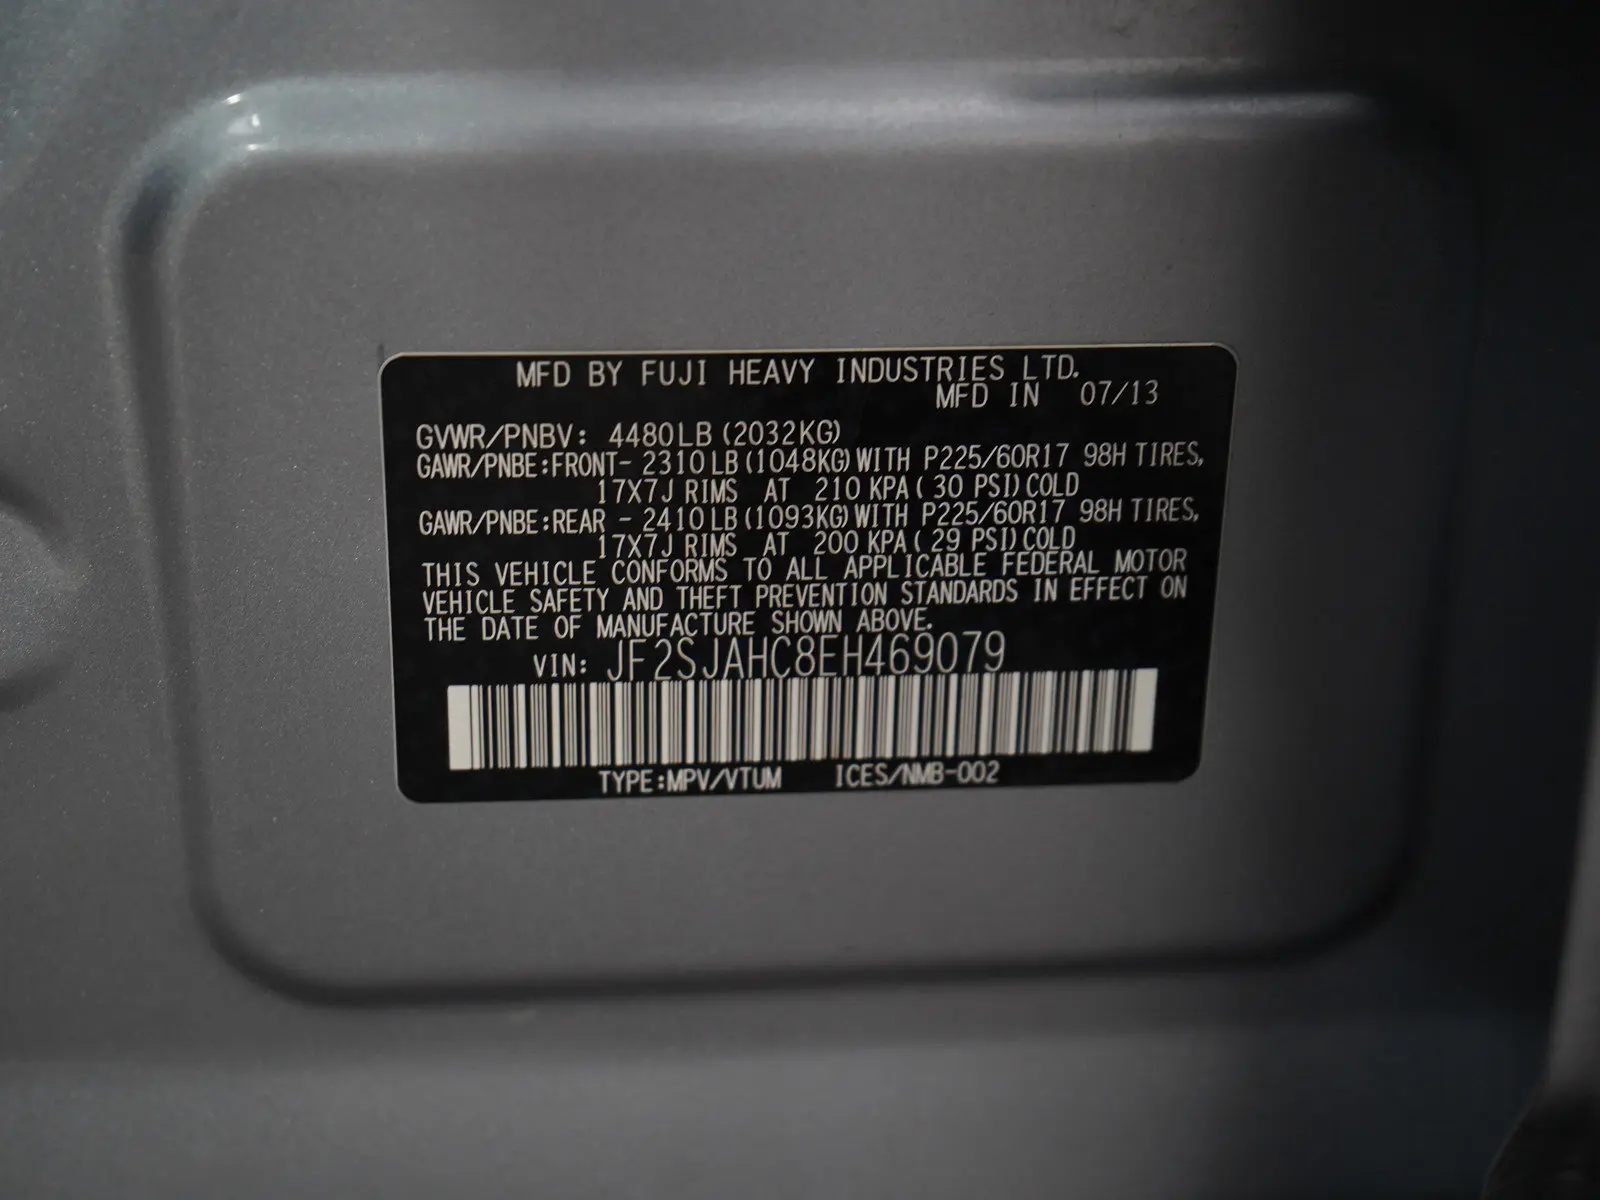 MFD BY FUJI HEAVY INDUSTRIES LTD.
MFD IN 07/13
GVWR/PNBV: 4480LB (2032KG)
GAWR/PNBE:FRONT- 2310LB (1048KG) WITH P225/60R17 98H TIRES,
17X7J RIMS AT 210 KPA ( 30 PSI) COLD
GAWR/PNBE:REAR - 2410LB (1093KG) WITH P225/60R17 98H TIRES,
17X7J RIMS AT 200 KPA ( 29 PSI) COLD
THIS VEHICLE CONFORMS TO ALL APPLICABLE FEDERAL MOTOR
VEHICLE SAFETY AND THEFT PREVENTION STANDARDS IN EFFECT ON
THE DATE OF MANUFACTURE SHOWN ABOVE.
VIN: JF2SJAHC8EH469079
TYPE:MPV/VTUM ICES/NMB-002